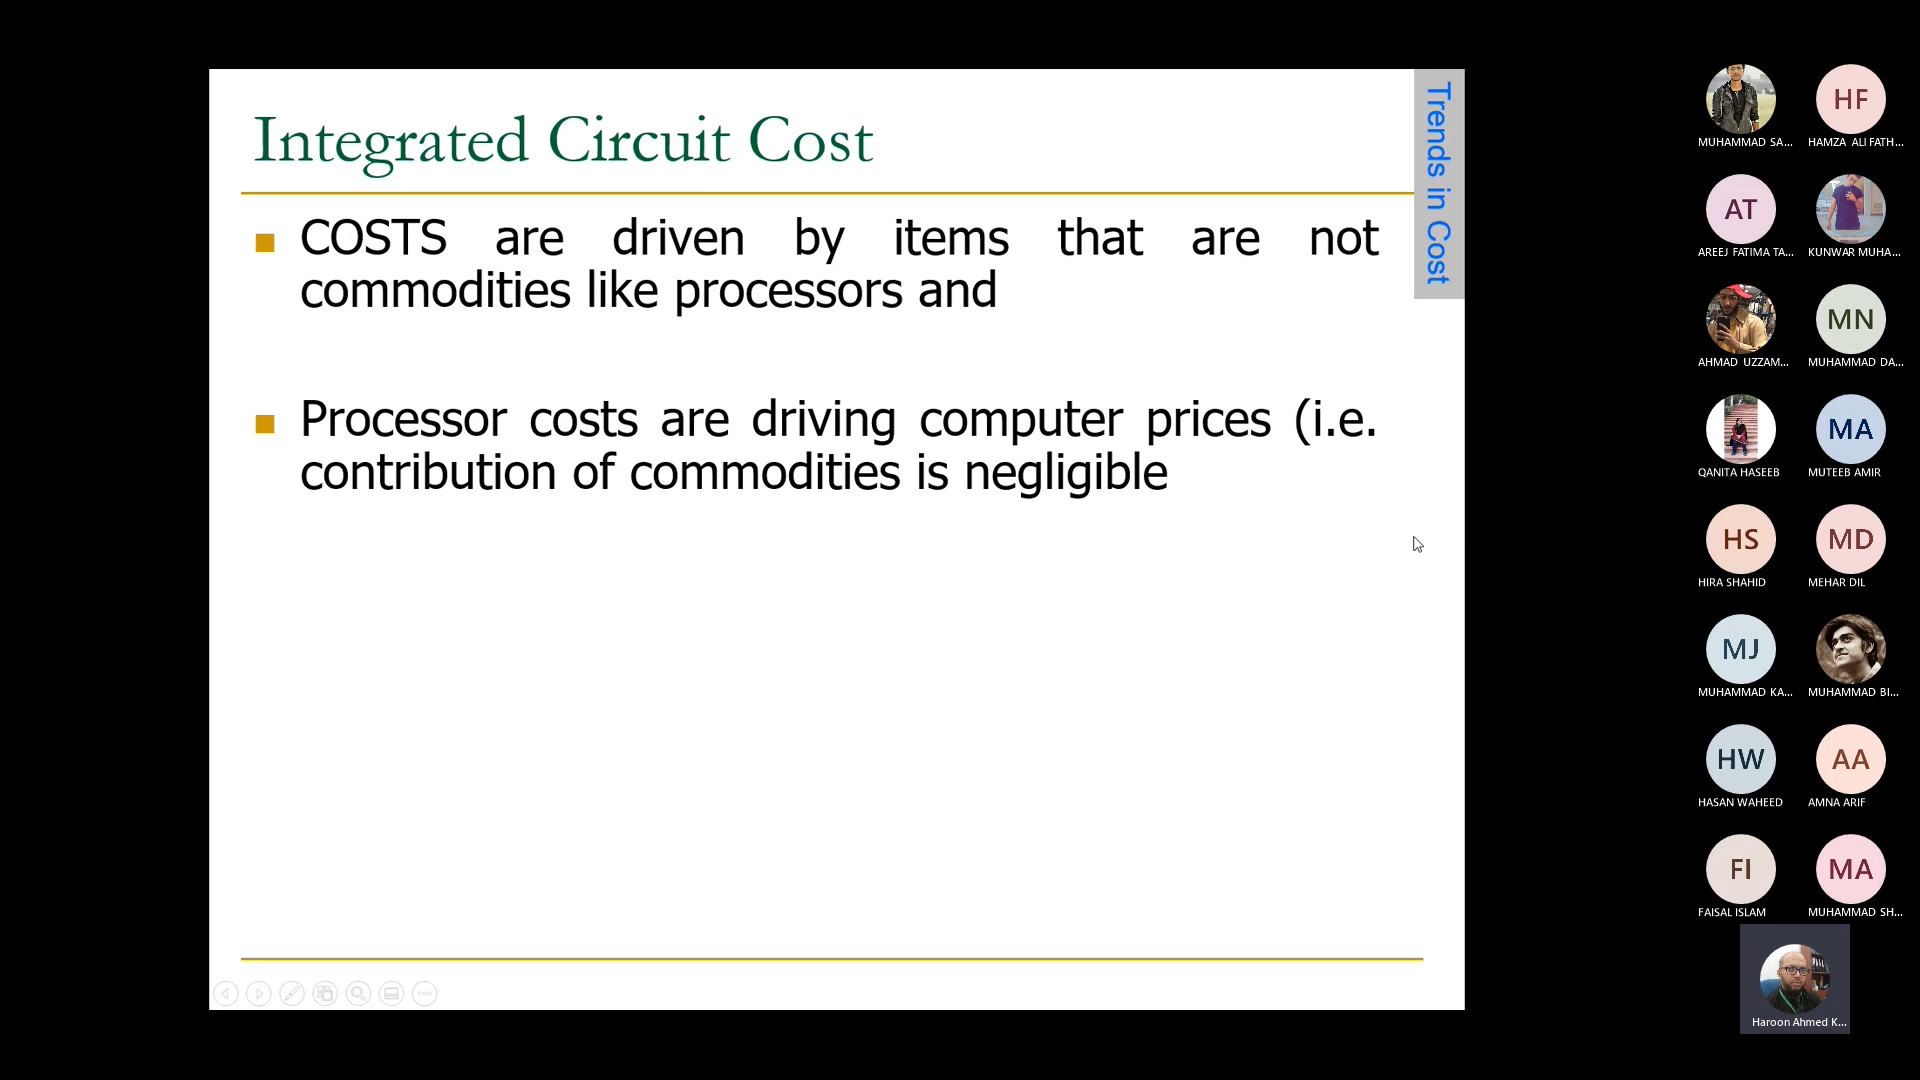 Integrated Circuit Cost
Trends in Cost
COSTS are driven by items that are not
commodities like processors and
Processor costs are driving computer prices (i.e.
contribution of commodities is negligible
MUHAMMAD SA...
HF
HAMZA ALI FATH...
AT
AREEJ FATIMA TA...
KUNWAR MUHA...
AHMAD UZZAM...
MN
MUHAMMAD DA...
QANITA HASEEB
MA
MUTEEB AMIR
HS
HIRA SHAHID
MD
MEHAR DIL
MJ
MUHAMMAD KA...
MUHAMMAD BI...
HW
HASAN WAHEED
AA
AMNA ARIF
FI
FAISAL ISLAM
MA
MUHAMMAD SH...
Haroon Ahmed K...